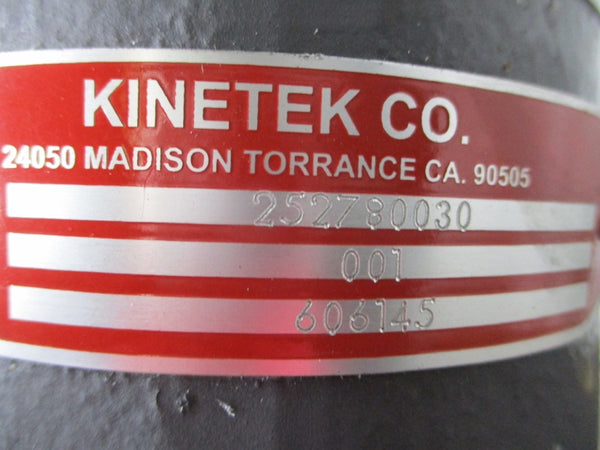 KINETEK CO.
24050 MADISON TORRANCE CA. 90505
252780030
001
606145